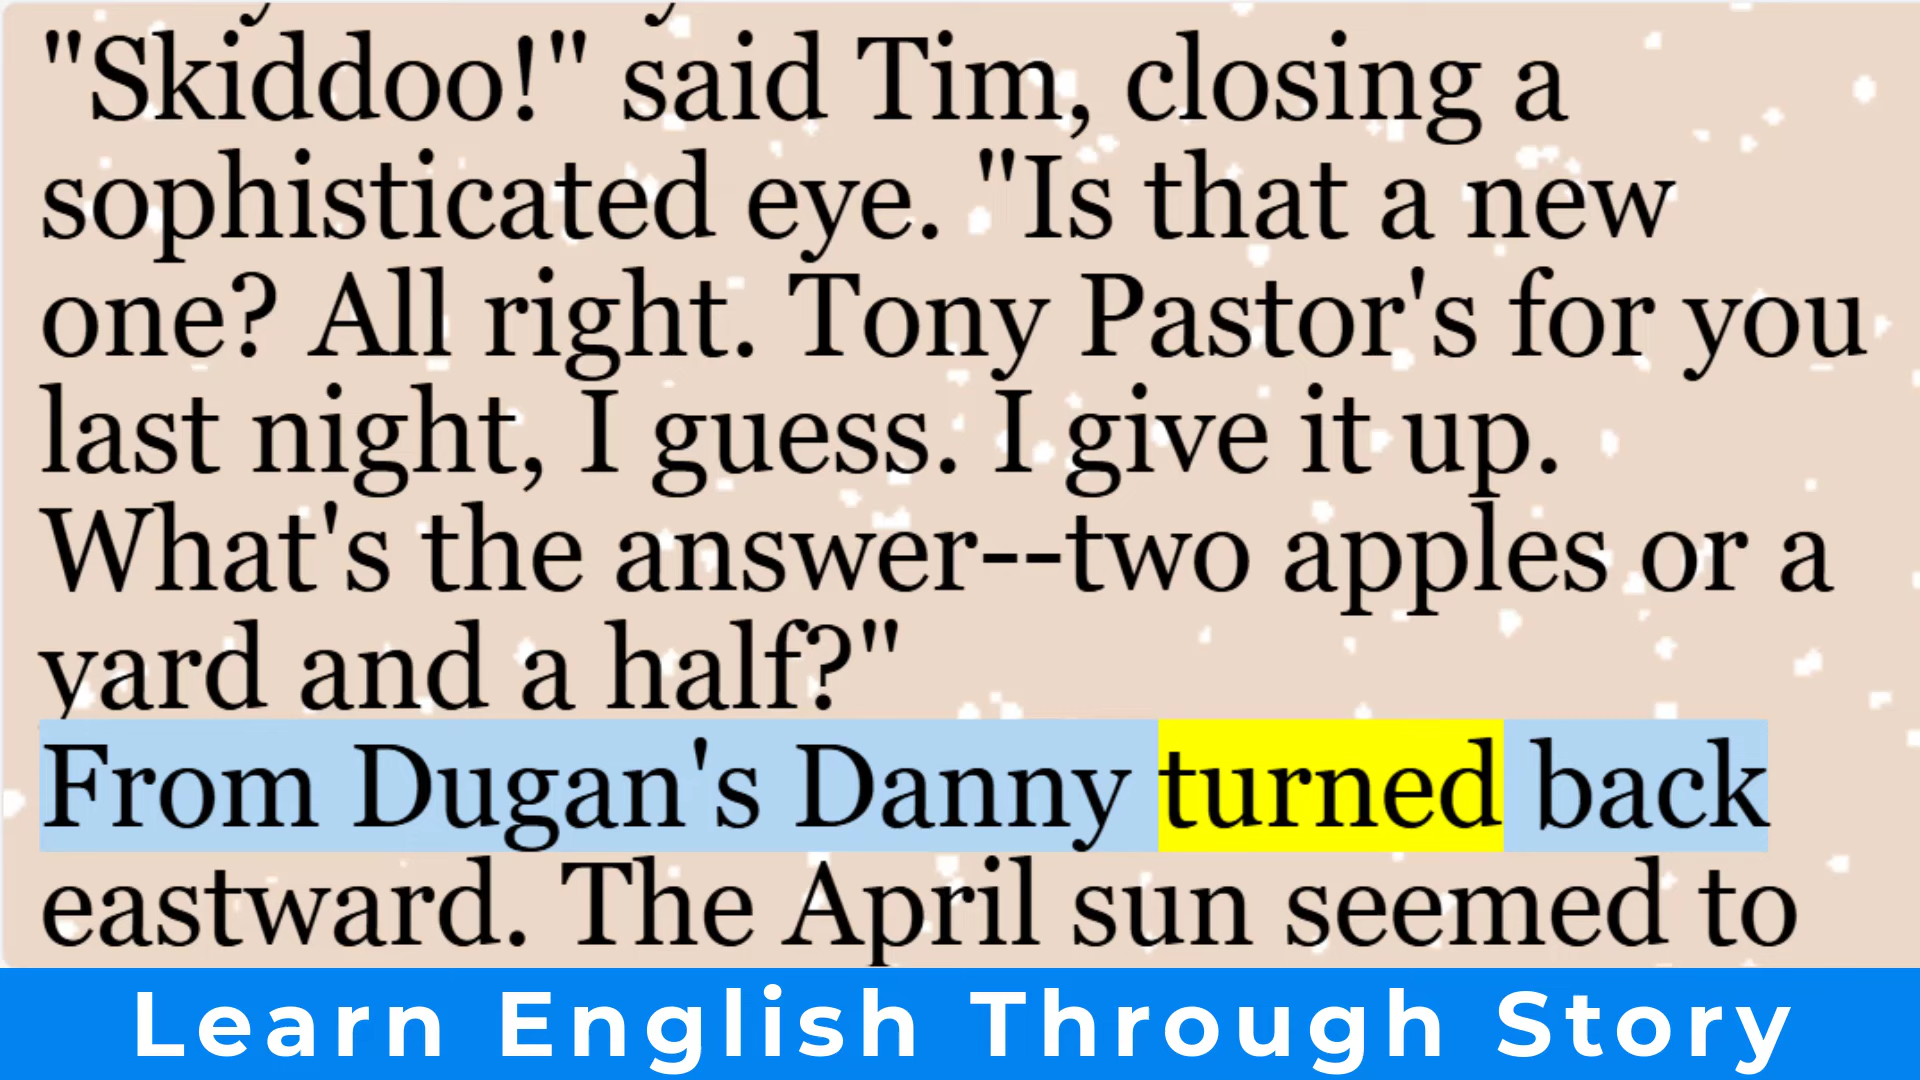 "Skiddoo!" said Tim, closing a
sophisticated eye. "Is that a new
one? All right. Tony Pastor's for you
last night, I guess. I give it up.
What's the answer--two apples or a
yard and a half?"
From Dugan's Danny turned back
eastward. The April sun seemed to
Learn English Through Story